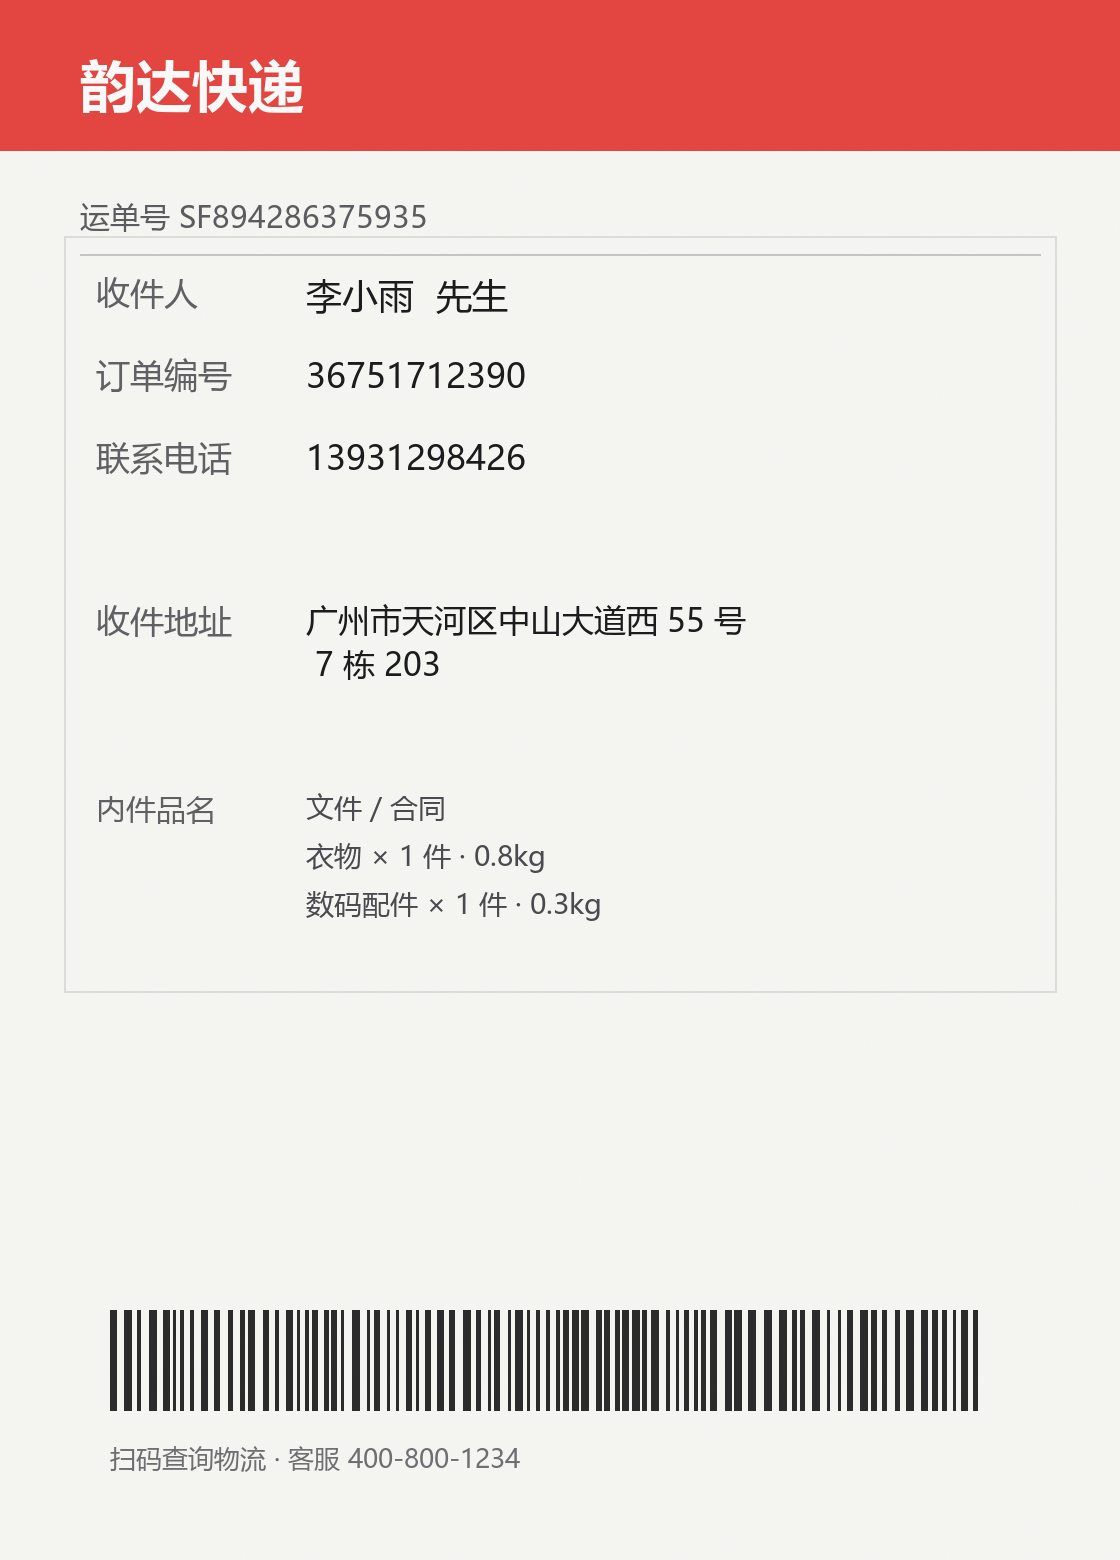 韵达快递
运单号 SF894286375935
收件人 李小雨 先生
订单编号 36751712390
联系电话 13931298426
收件地址 广州市天河区中山大道西 55 号
7 栋 203
内件品名 文件 / 合同
衣物 × 1 件 · 0.8kg
数码配件 × 1 件 · 0.3kg
扫码查询物流 · 客服 400-800-1234